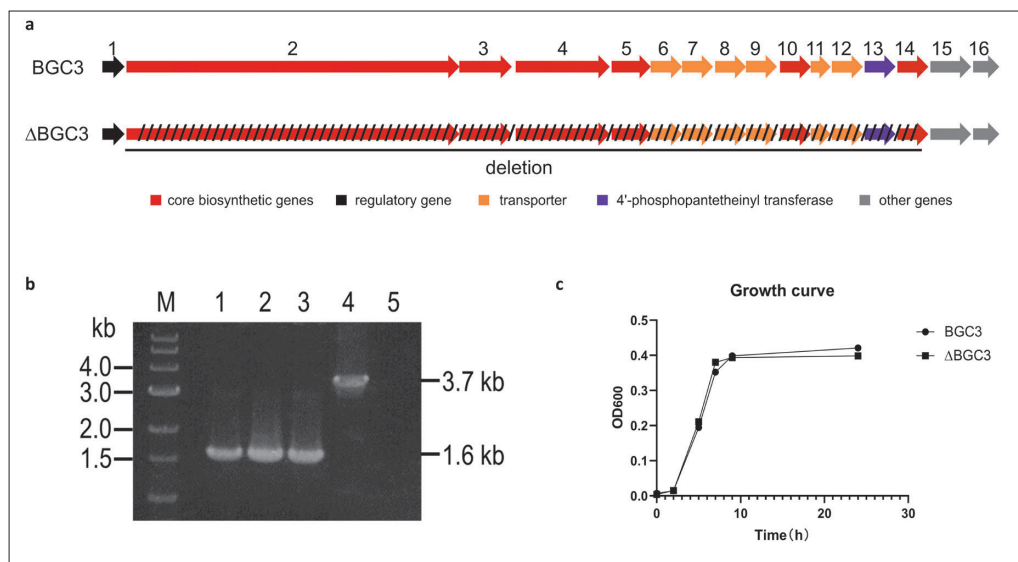 a
1 2 3 4 5 6 7 8 9 10 11 12 13 14 15 16
BGC3
ΔBGC3
deletion
core biosynthetic genes regulatory gene transporter 4'-phosphopantetheinyl transferase other genes
b
M 1 2 3 4 5
kb
4.0
3.0
2.0
1.5
3.7 kb
1.6 kb
c
Growth curve
BGC3
ΔBGC3
OD600
0.5
0.4
0.3
0.2
0.1
0.0
0 10 20 30
Time(h)